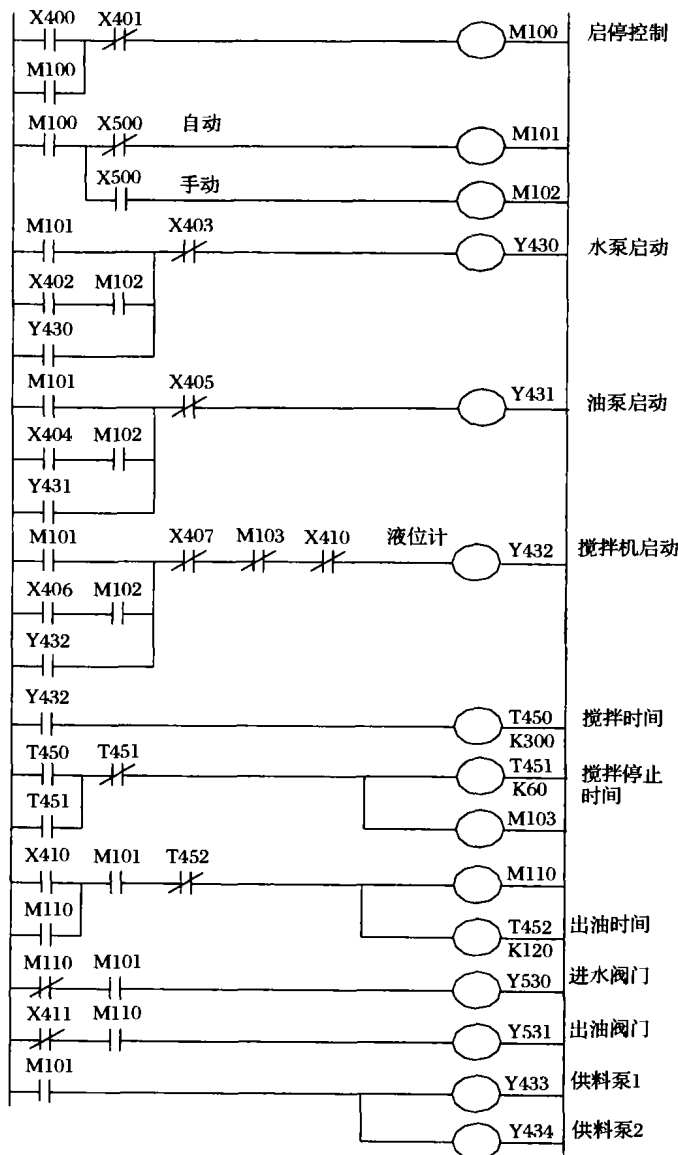 X400 X401 M100 启停控制
M100
M100 X500 自动 M101
X500 手动 M102
M101 X403 Y430 水泵启动
X402 M102
Y430
M101 X405 Y431 油泵启动
X404 M102
Y431
M101 X407 M103 X410 液位计 Y432 搅拌机启动
X406 M102
Y432
Y432 T450 搅拌时间
K300
T450 T451 T451 搅拌停止
K60 时间
T451 M103
X410 M101 T452 M110
M110 T452 出油时间
K120
M110 M101 Y530 进水阀门
X411 M110 Y531 出油阀门
M101 Y433 供料泵1
Y434 供料泵2